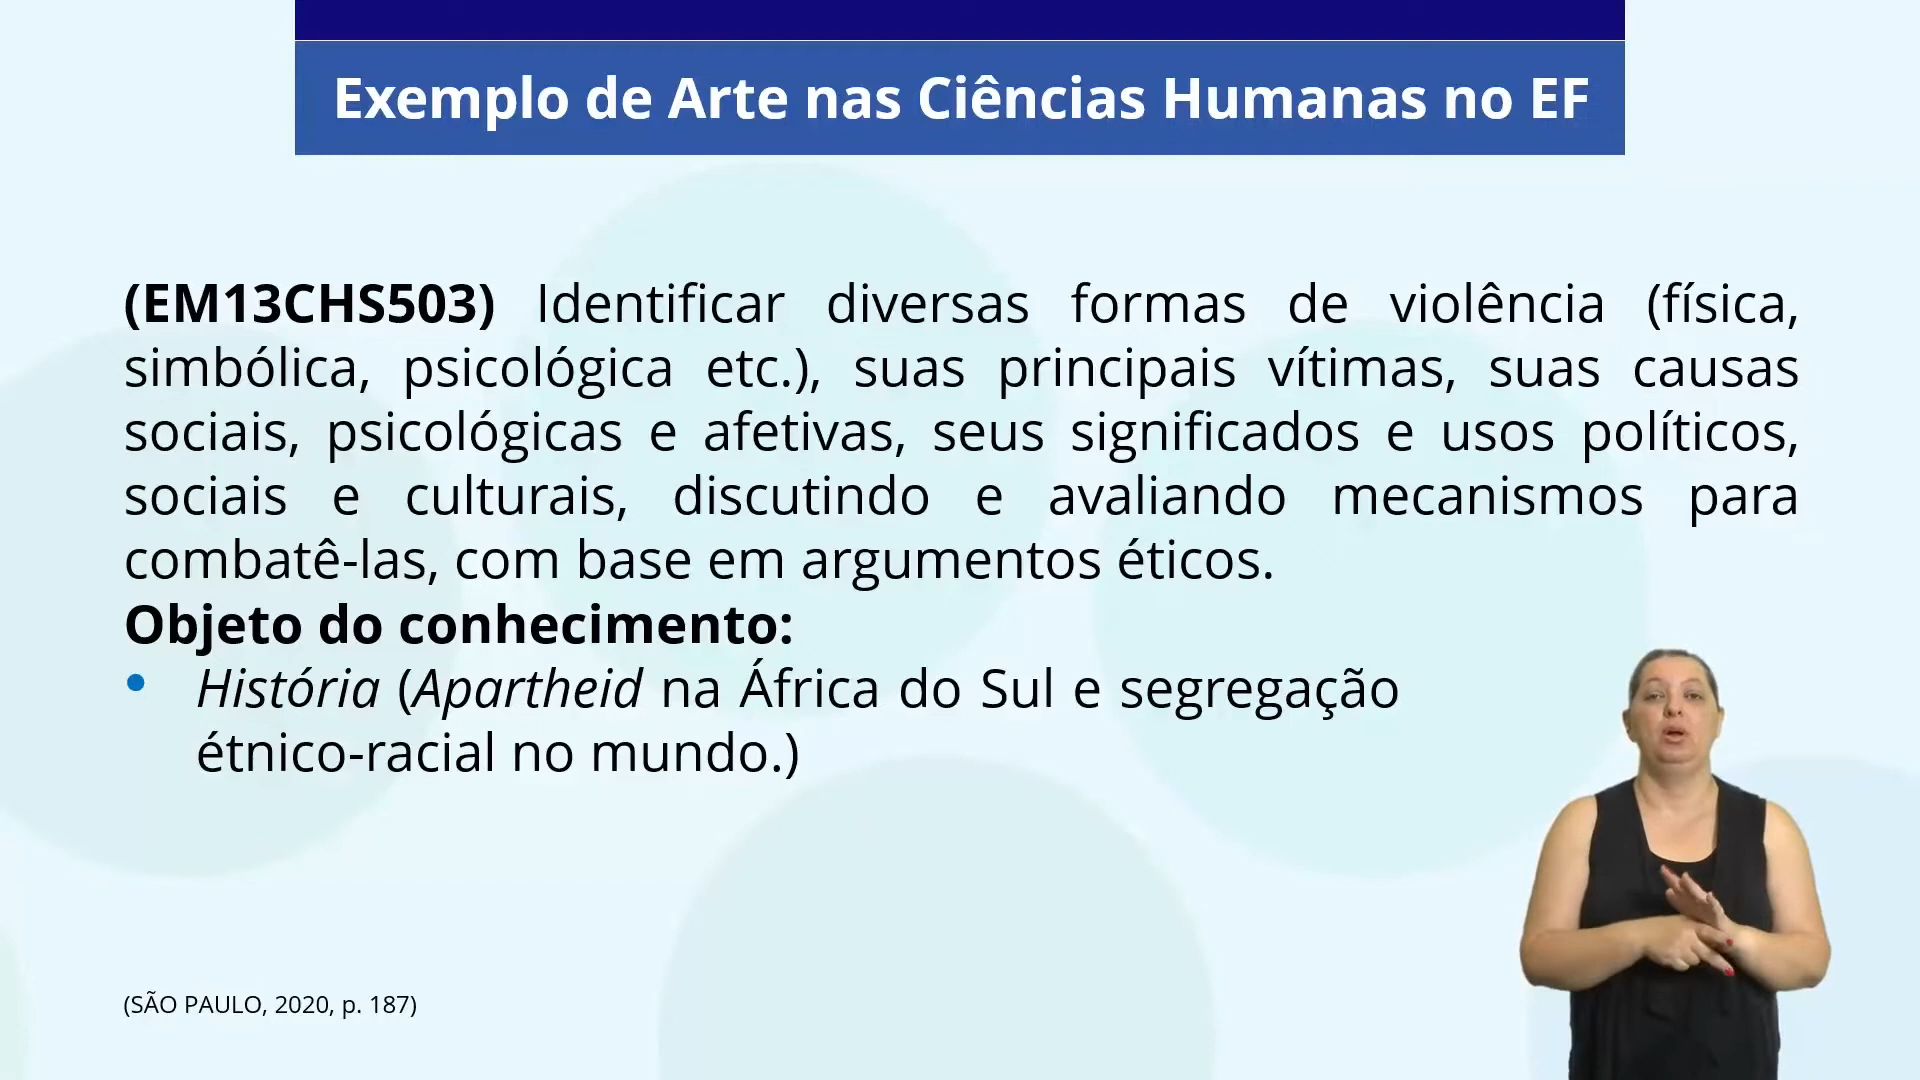 Exemplo de Arte nas Ciências Humanas no EF
(EM13CHS503) Identificar diversas formas de violência (física,
simbólica, psicológica etc.), suas principais vítimas, suas causas
sociais, psicológicas e afetivas, seus significados e usos políticos,
sociais e culturais, discutindo e avaliando mecanismos para
combatê-las, com base em argumentos éticos.
Objeto do conhecimento:
• História (Apartheid na África do Sul e segregação
étnico-racial no mundo.)
(SÃO PAULO, 2020, p. 187)